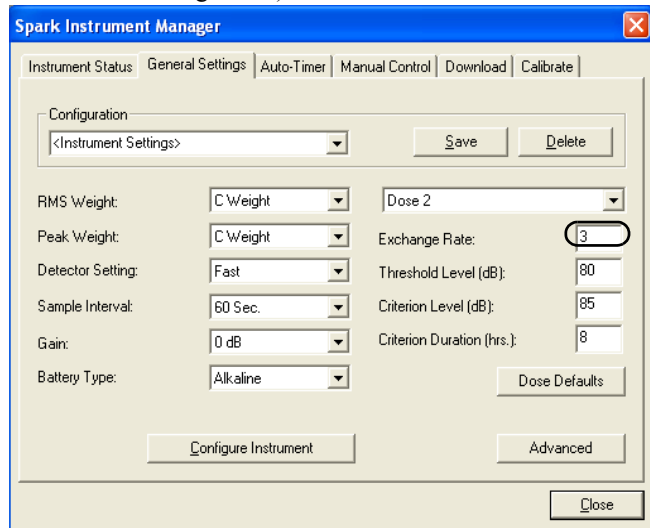 Spark Instrument Manager
Instrument Status General Settings Auto-Timer Manual Control Download Calibrate
Configuration
<Instrument Settings> Save Delete
RMS Weight: C Weight Dose 2
Peak Weight: C Weight Exchange Rate: 3
Detector Setting: Fast Threshold Level (dB): 80
Sample Interval: 60 Sec. Criterion Level (dB): 85
Gain: 0 dB Criterion Duration (hrs.): 8
Battery Type: Alkaline Dose Defaults
Configure Instrument Advanced
Close